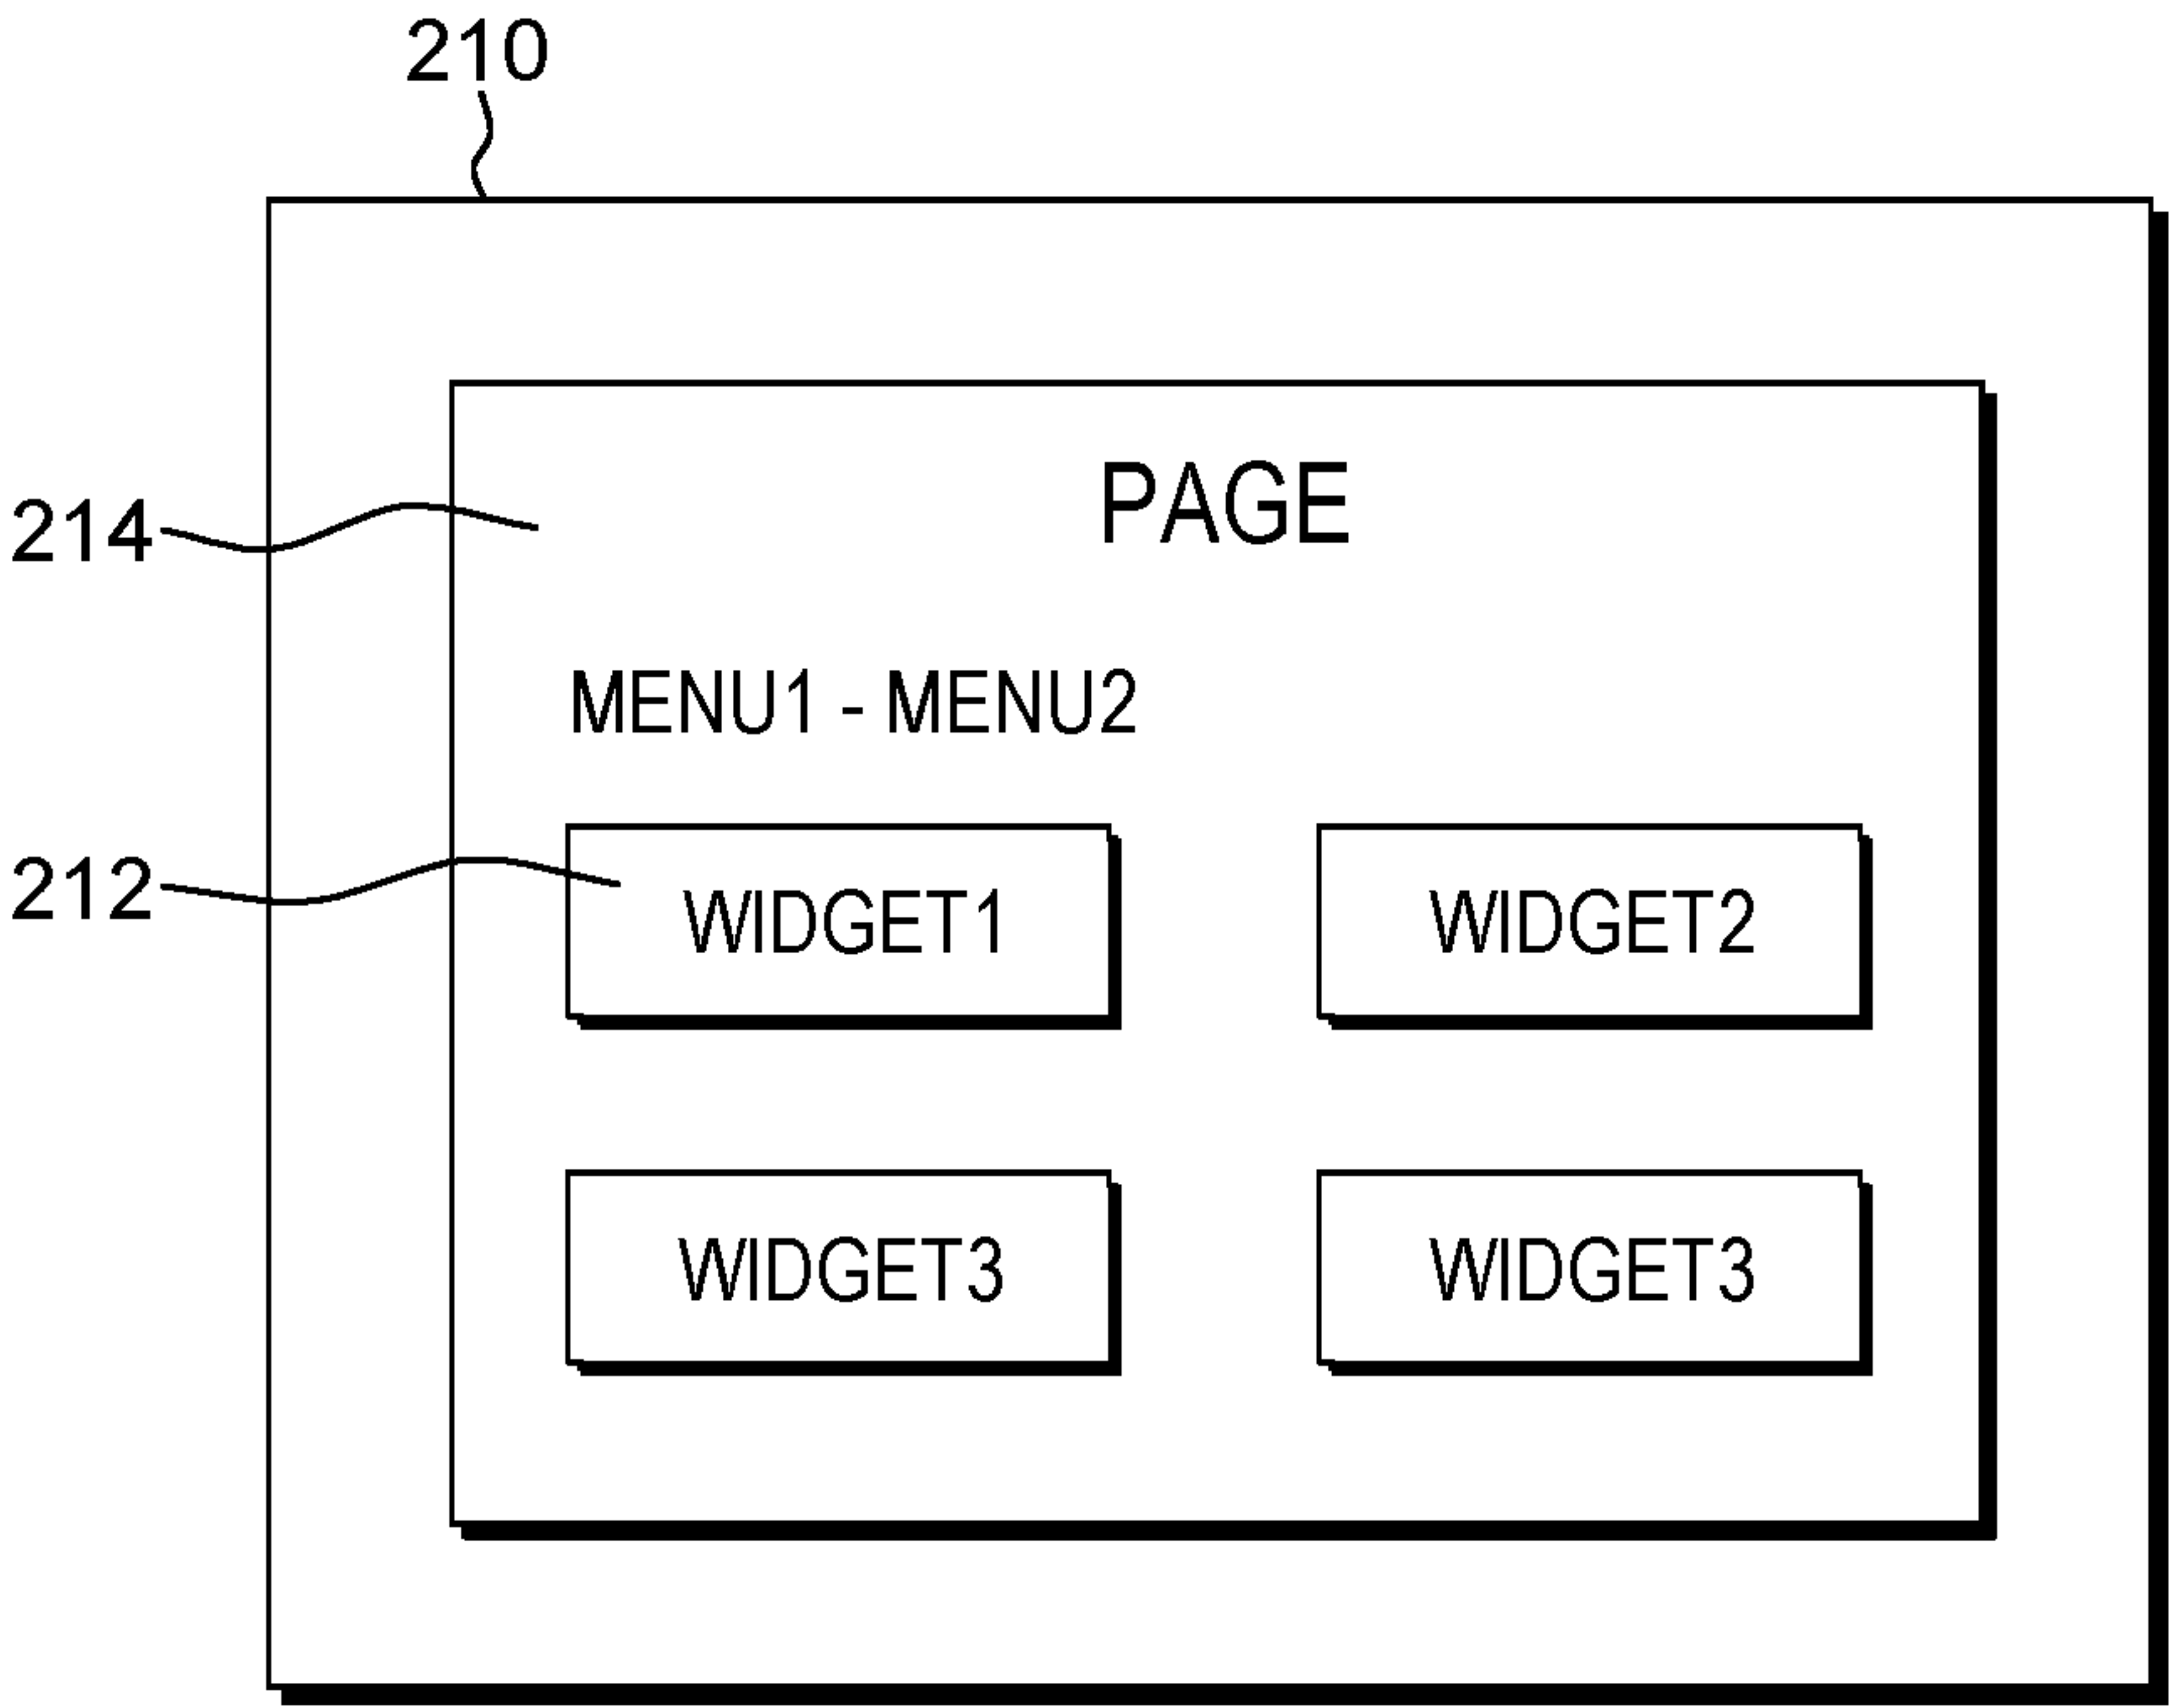 210
PAGE
214
MENU1 - MENU2
212
WIDGET1
WIDGET2
WIDGET3
WIDGET3